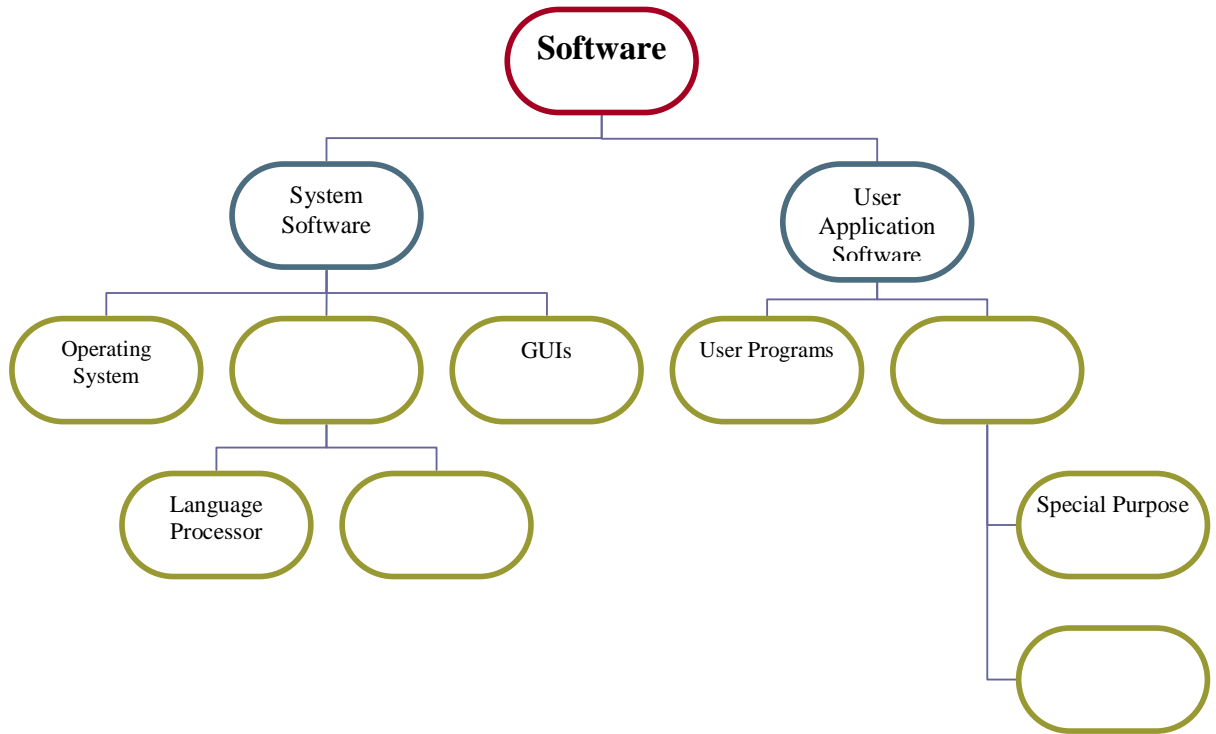 Software
System
Software
User
Application
Software
Operating
System
GUIs
User Programs
Language
Processor
Special Purpose